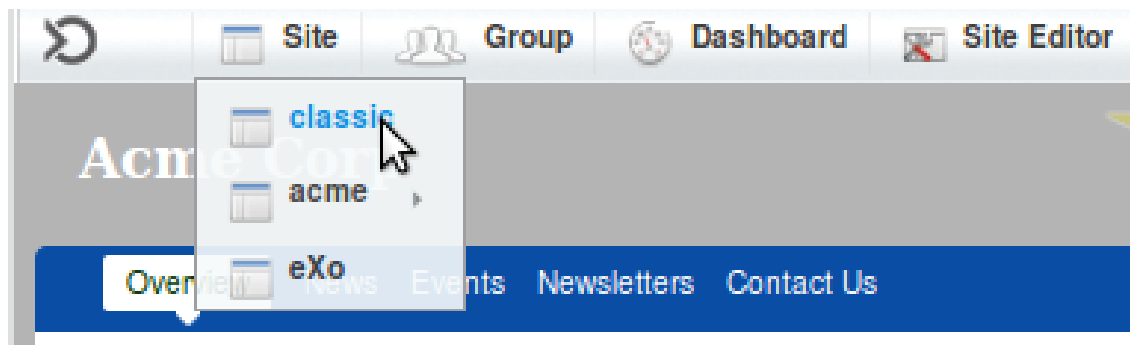 Site Group Dashboard Site Editor
classic
Acme Corp
acme
eXo
Overview News Events Newsletters Contact Us